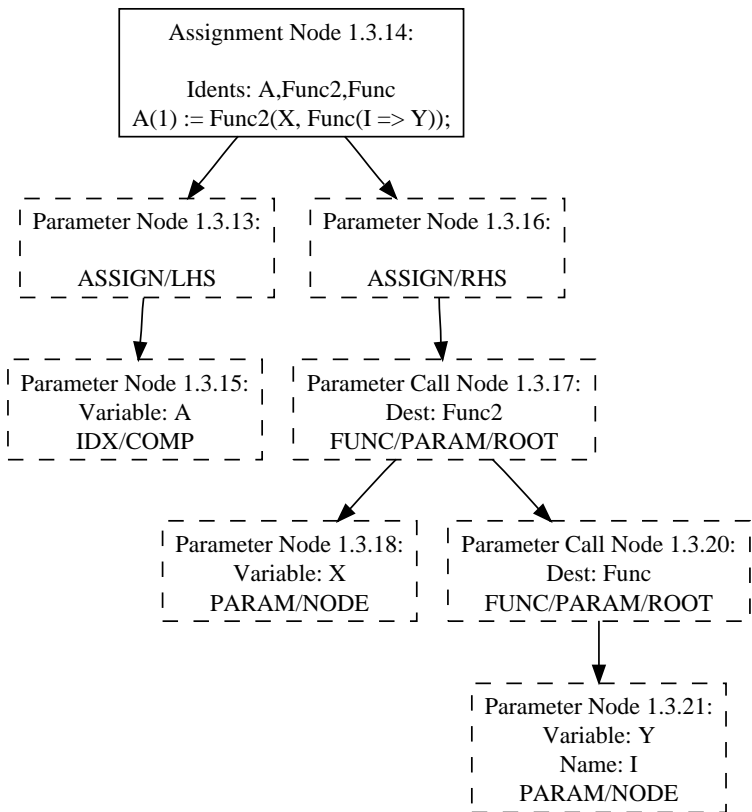 Assignment Node 1.3.14:
Idents: A,Func2,Func
A(1) := Func2(X, Func(I => Y));
Parameter Node 1.3.13:
ASSIGN/LHS
Parameter Node 1.3.16:
ASSIGN/RHS
Parameter Node 1.3.15:
Variable: A
IDX/COMP
Parameter Call Node 1.3.17:
Dest: Func2
FUNC/PARAM/ROOT
Parameter Node 1.3.18:
Variable: X
PARAM/NODE
Parameter Call Node 1.3.20:
Dest: Func
FUNC/PARAM/ROOT
Parameter Node 1.3.21:
Variable: Y
Name: I
PARAM/NODE